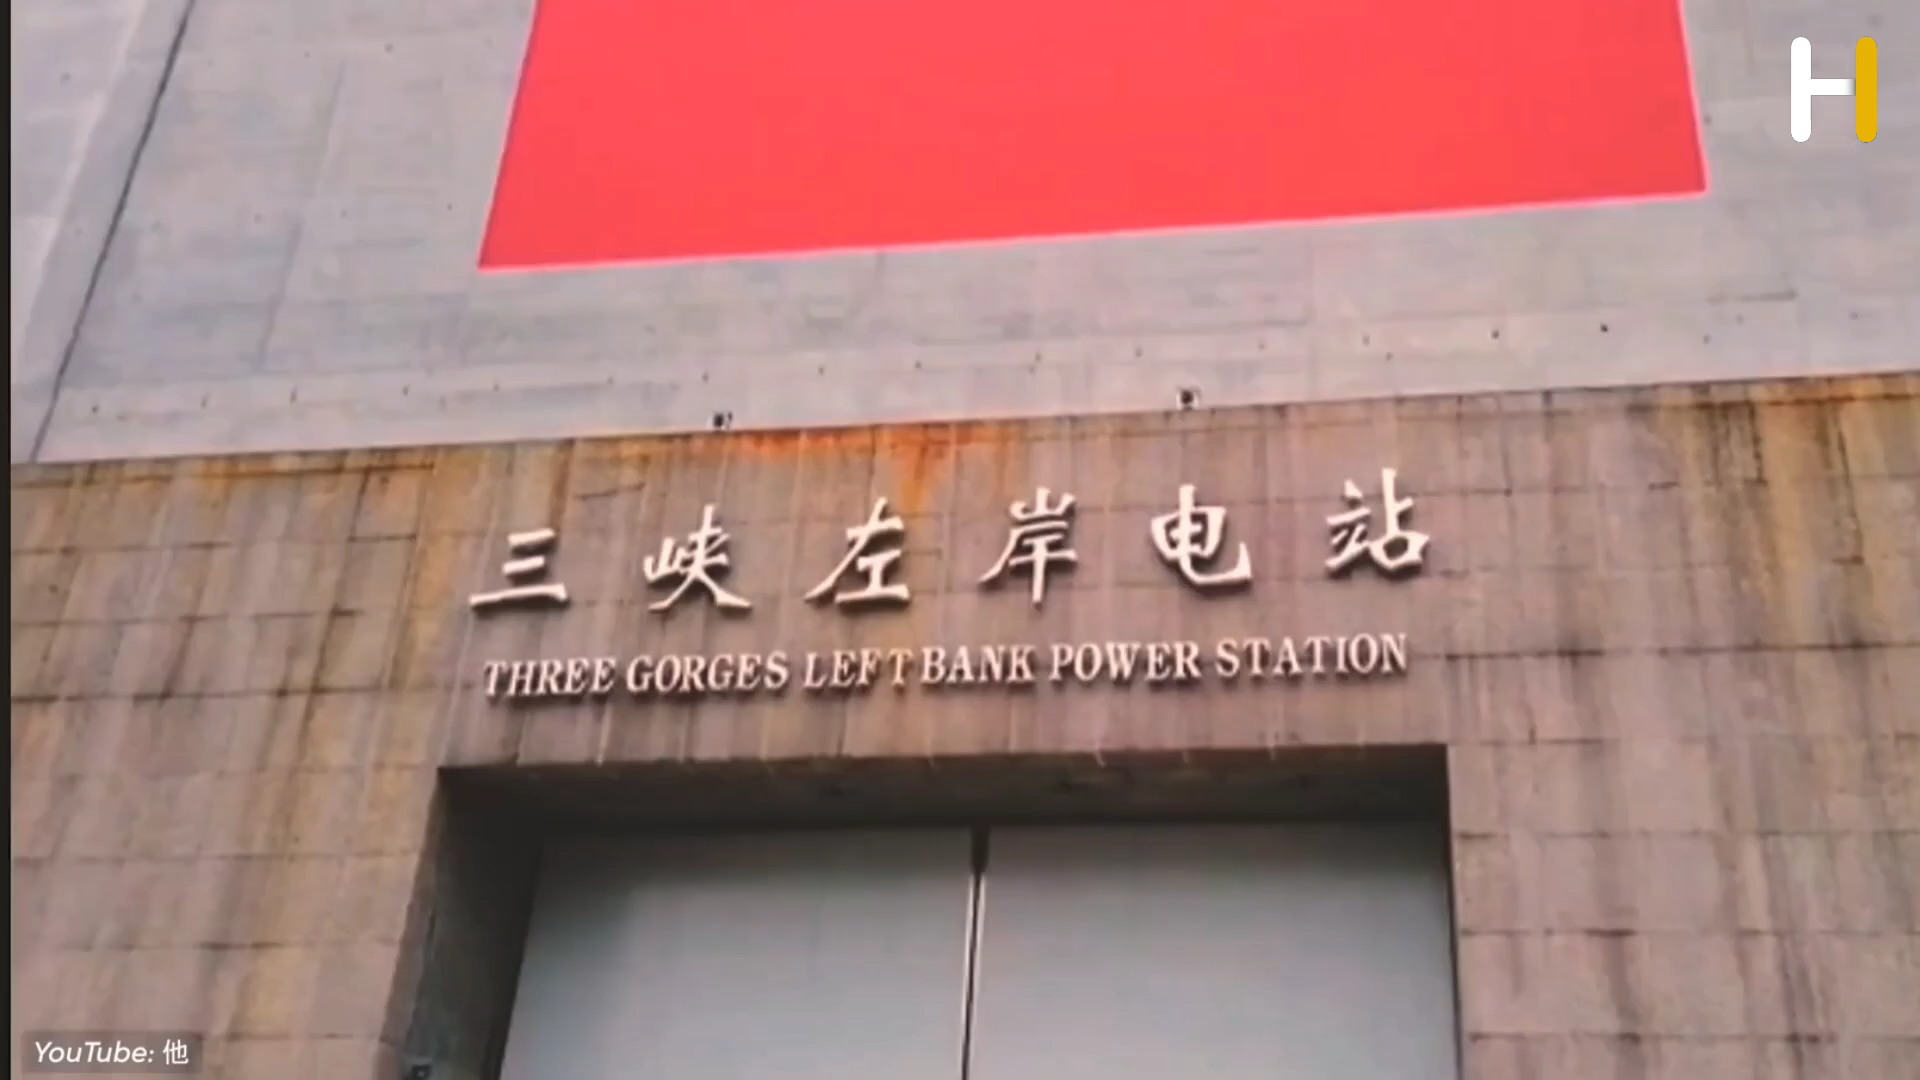 H
三峡左岸电站
THREE GORGES LEFT BANK POWER STATION
YouTube: 他